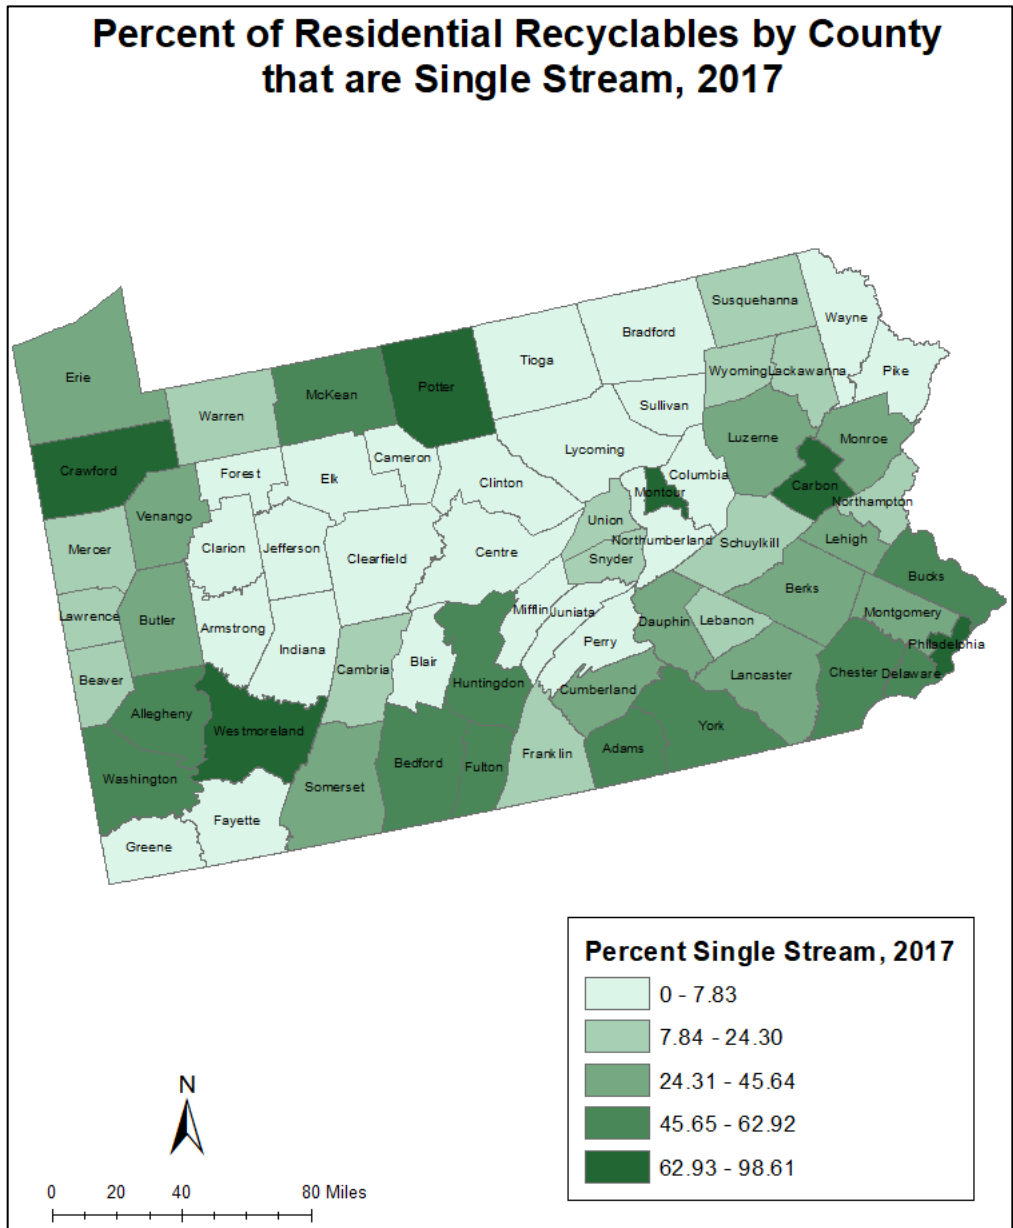 Percent of Residential Recyclables by County
that are Single Stream, 2017
Susquehanna
Wayne
Bradford
Tioga
Wyoming
Lackawanna
Pike
Erie
McKean
Potter
Sullivan
Warren
Luzerne
Monroe
Lycoming
Crawford
Forest
Cameron
Elk
Clinton
Columbia
Carbon
Montour
Northampton
Venango
Union
Northumberland
Schuylkill
Lehigh
Mercer
Clarion
Jefferson
Clearfield
Centre
Snyder
Bucks
Berks
Lawrence
Butler
Armstrong
Mifflin
Juniata
Perry
Dauphin
Lebanon
Montgomery
Indiana
Cambria
Blair
Philadelphia
Beaver
Huntingdon
Cumberland
Lancaster
Chester
Delaware
Allegheny
Westmoreland
York
Washington
Bedford
Fulton
Franklin
Adams
Somerset
Fayette
Greene
Percent Single Stream, 2017
0 - 7.83
7.84 - 24.30
24.31 - 45.64
45.65 - 62.92
62.93 - 98.61
N
0 20 40 80 Miles